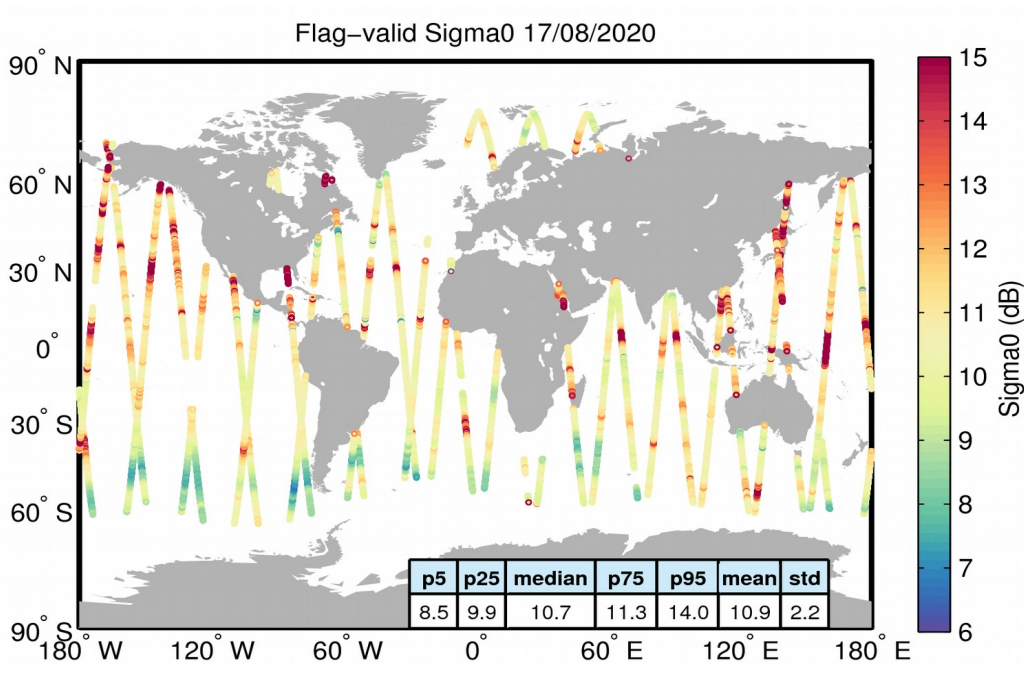 Flag−valid Sigma0 17/08/2020
90° N
60° N
30° N
0°
30° S
60° S
90° S
180° W
120° W
60° W
0°
60° E
120° E
180° E
15
14
13
12
11
10
9
8
7
6
Sigma0 (dB)
p5 p25 median p75 p95 mean std
8.5 9.9 10.7 11.3 14.0 10.9 2.2